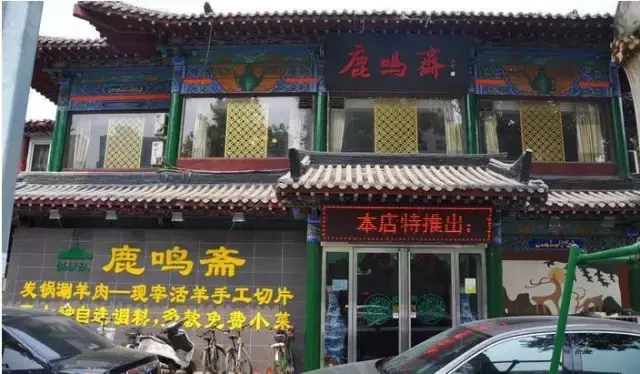 鹿鸣斋
本店特推出：
鹿鸣斋
炭锅涮羊肉—现宰活羊手工切片
自选调料,多款免费小菜